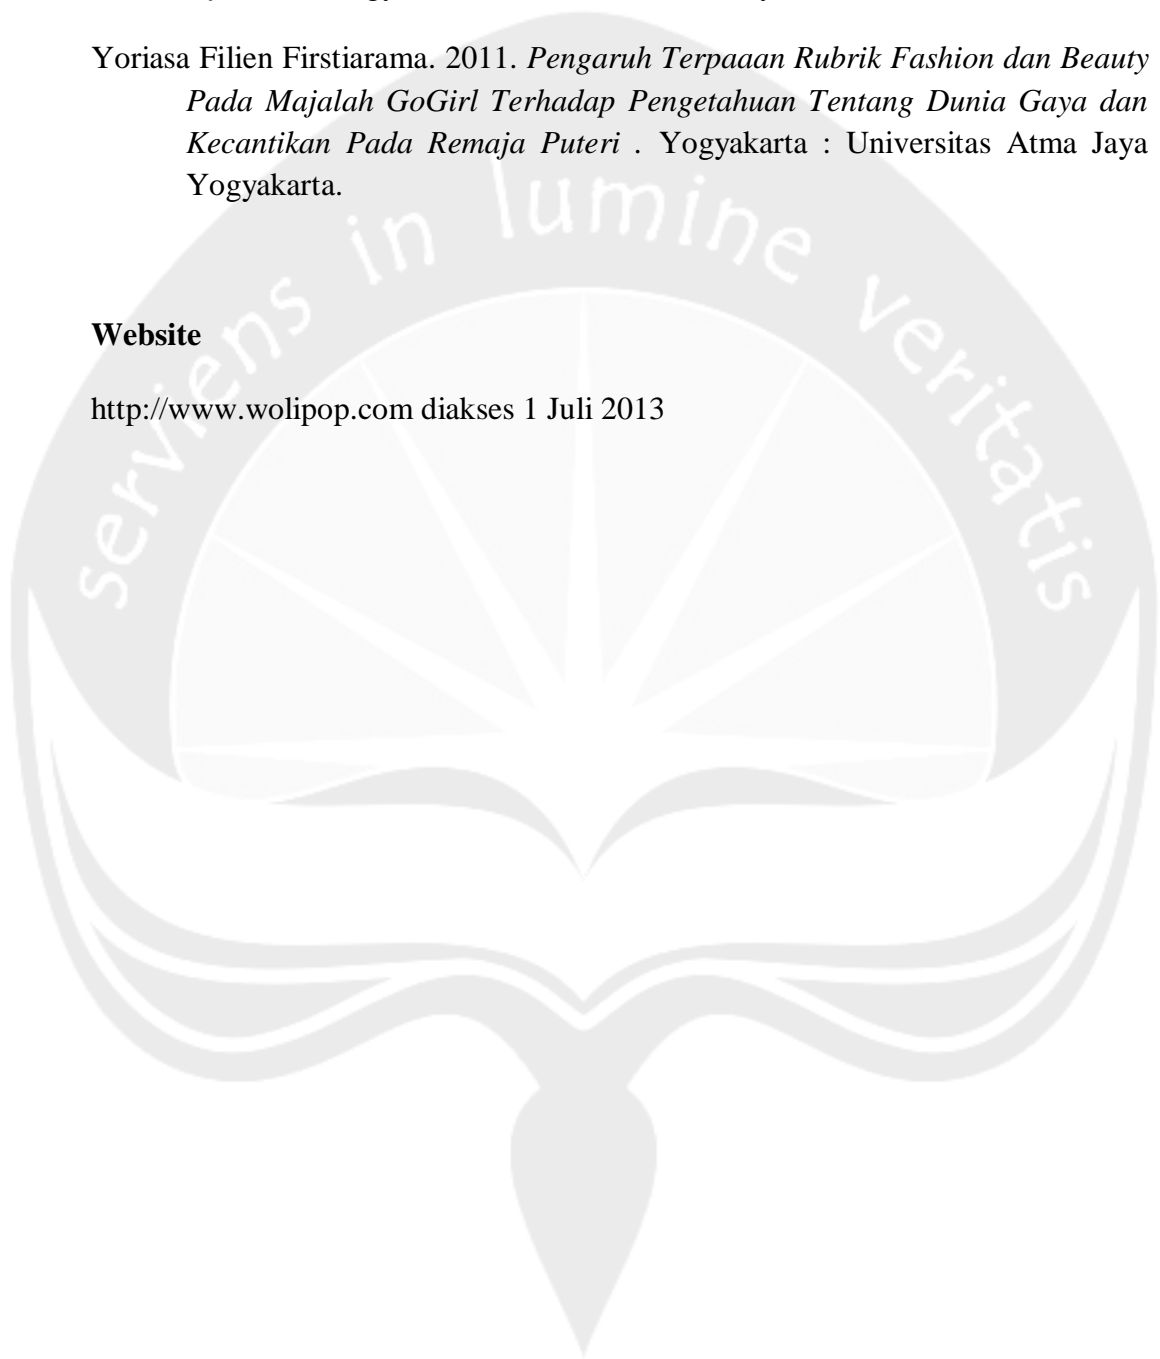 Yoriasa Filien Firstiarama. 2011. Pengaruh Terpaaan Rubrik Fashion dan Beauty
Pada Majalah GoGirl Terhadap Pengetahuan Tentang Dunia Gaya dan
Kecantikan Pada Remaja Puteri . Yogyakarta : Universitas Atma Jaya
Yogyakarta.
serviens in lumine veritatis
Website
http://www.wolipop.com diakses 1 Juli 2013